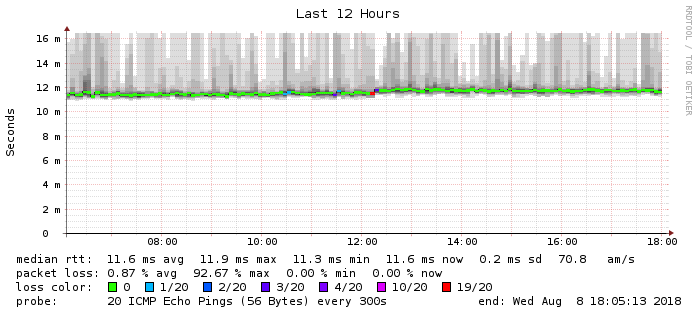 Last 12 Hours
RRDTOOL / TOBI OETIKER
Seconds
16 m
14 m
12 m
10 m
8 m
6 m
4 m
2 m
0
08:00 10:00 12:00 14:00 16:00 18:00
median rtt: 11.6 ms avg 11.9 ms max 11.3 ms min 11.6 ms now 0.2 ms sd 70.8 am/s
packet loss: 0.87 % avg 92.67 % max 0.00 % min 0.00 % now
loss color: 0 1/20 2/20 3/20 4/20 10/20 19/20
probe: 20 ICMP Echo Pings (56 Bytes) every 300s end: Wed Aug 8 18:05:13 2018